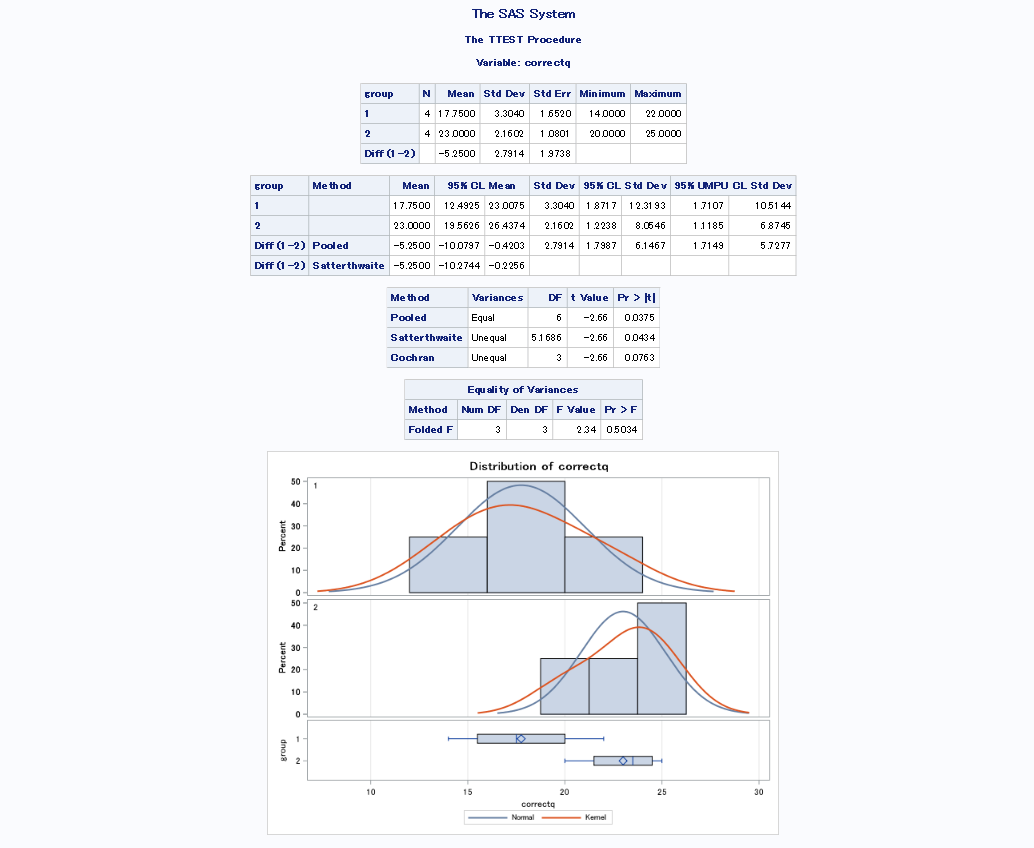 The SAS System
The TTEST Procedure
Variable: correctq
group N Mean Std Dev Std Err Minimum Maximum
1 4 17.7500 3.3040 1.6520 14.0000 22.0000
2 4 23.0000 2.1602 1.0801 20.0000 25.0000
Diff (1-2) -5.2500 2.7914 1.9738
group Method Mean 95% CL Mean Std Dev 95% CL Std Dev 95% UMPU CL Std Dev
1 17.7500 12.4925 23.0075 3.3040 1.8717 12.3193 1.7107 10.5144
2 23.0000 19.5626 26.4374 2.1602 1.2238 8.0546 1.1185 6.8745
Diff (1-2) Pooled -5.2500 -10.0797 -0.4203 2.7914 1.7987 6.1467 1.7149 5.7277
Diff (1-2) Satterthwaite -5.2500 -10.2744 -0.2256
Method Variances DF t Value Pr > |t|
Pooled Equal 6 -2.66 0.0375
Satterthwaite Unequal 5.1686 -2.66 0.0434
Cochran Unequal 3 -2.66 0.0763
Equality of Variances
Method Num DF Den DF F Value Pr > F
Folded F 3 3 2.34 0.5034
Distribution of correctq
Percent
50
40
30
20
10
0
1
Percent
50
40
30
20
10
0
2
group
1
2
10 15 20 25 30
correctq
Normal Kernel